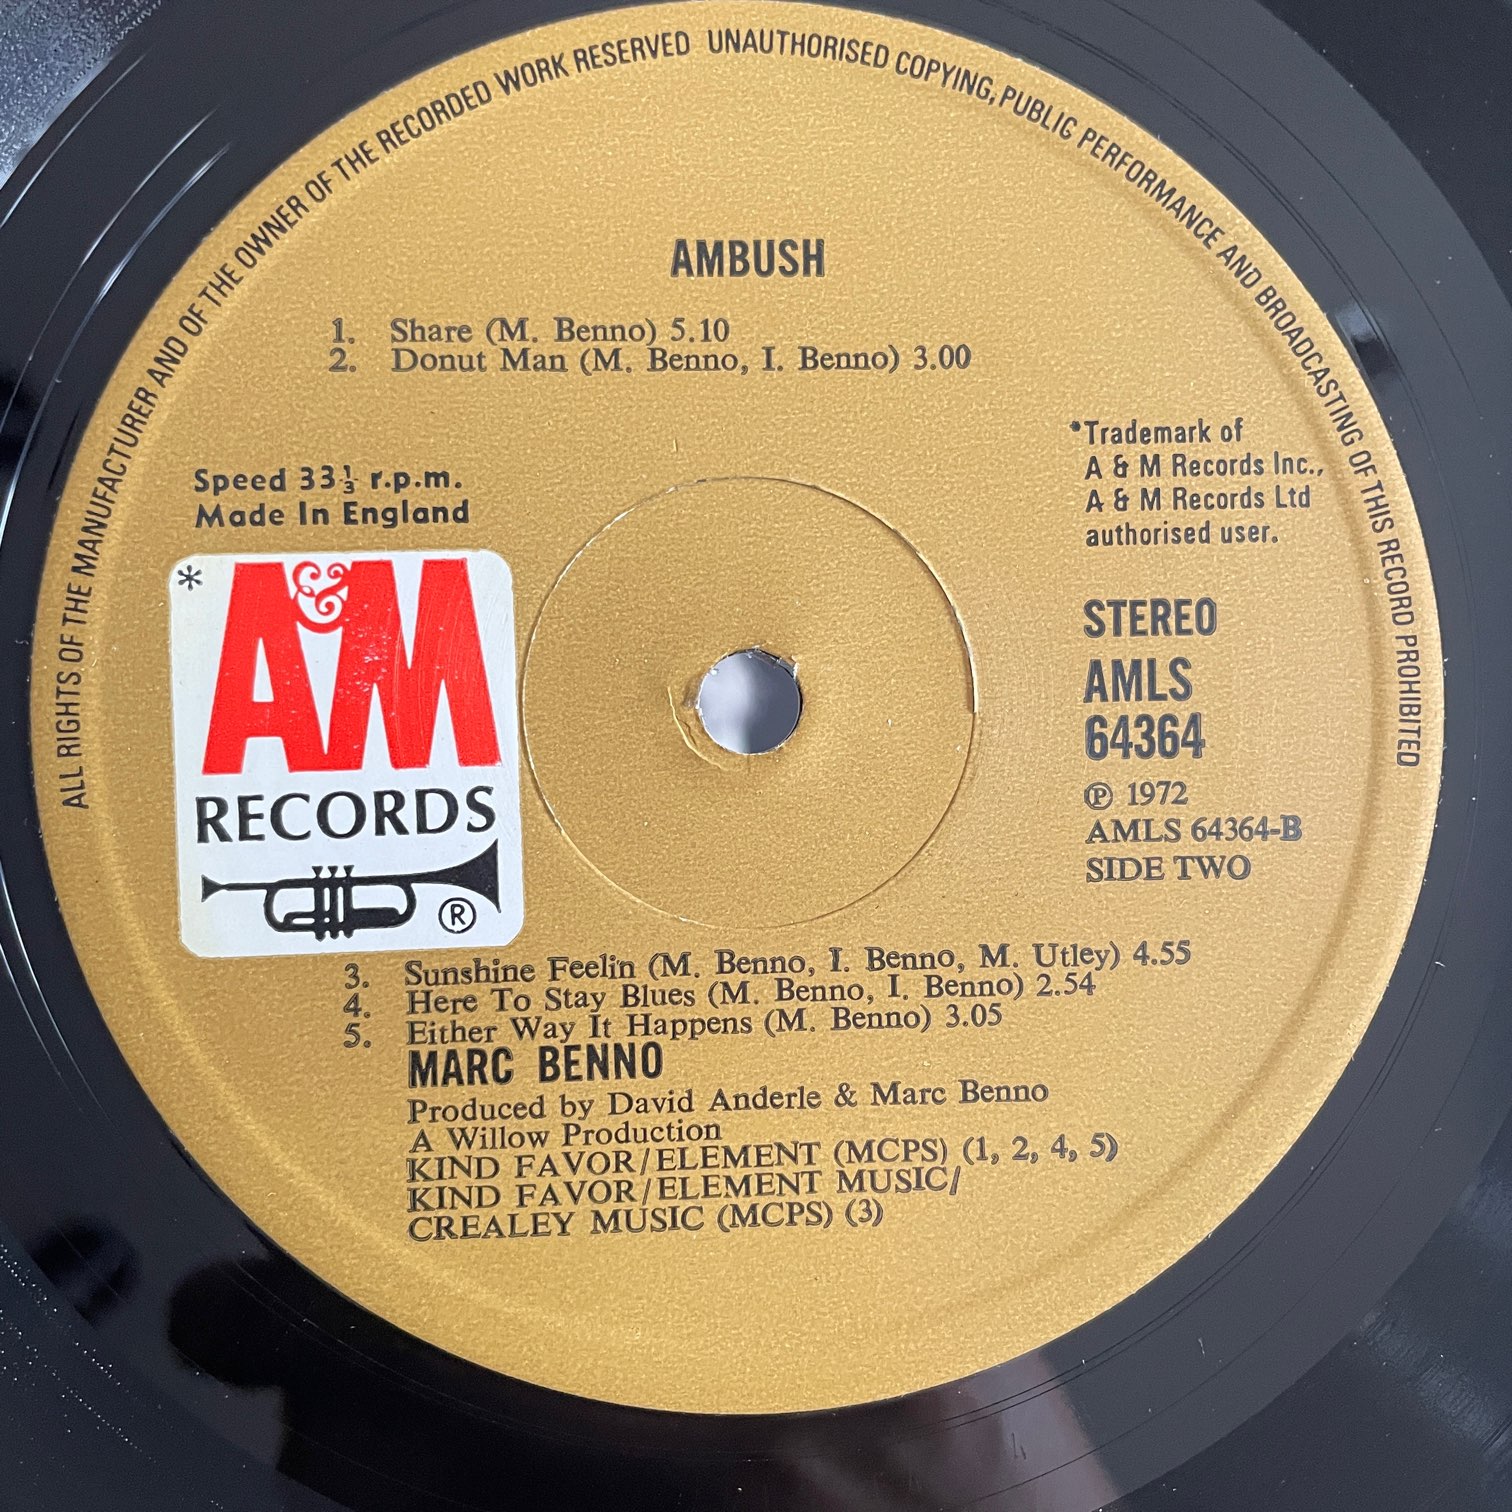 ALL RIGHTS OF THE MANUFACTURER AND OF THE OWNER OF THE RECORDED WORK RESERVED UNAUTHORISED COPYING, PUBLIC PERFORMANCE AND BROADCASTING OF THIS RECORD PROHIBITED
AMBUSH
1. Share (M. Benno) 5.10
2. Donut Man (M. Benno, I. Benno) 3.00
Speed 33⅓ r.p.m.
Made In England
*Trademark of
A & M Records Inc.,
A & M Records Ltd
authorised user.
*
A&M
RECORDS
®
STEREO
AMLS
64364
℗ 1972
AMLS 64364-B
SIDE TWO
3. Sunshine Feelin (M. Benno, I. Benno, M. Utley) 4.55
4. Here To Stay Blues (M. Benno, I. Benno) 2.54
5. Either Way It Happens (M. Benno) 3.05
MARC BENNO
Produced by David Anderle & Marc Benno
A Willow Production
KIND FAVOR/ELEMENT (MCPS) (1, 2, 4, 5)
KIND FAVOR/ELEMENT MUSIC/
CREALEY MUSIC (MCPS) (3)